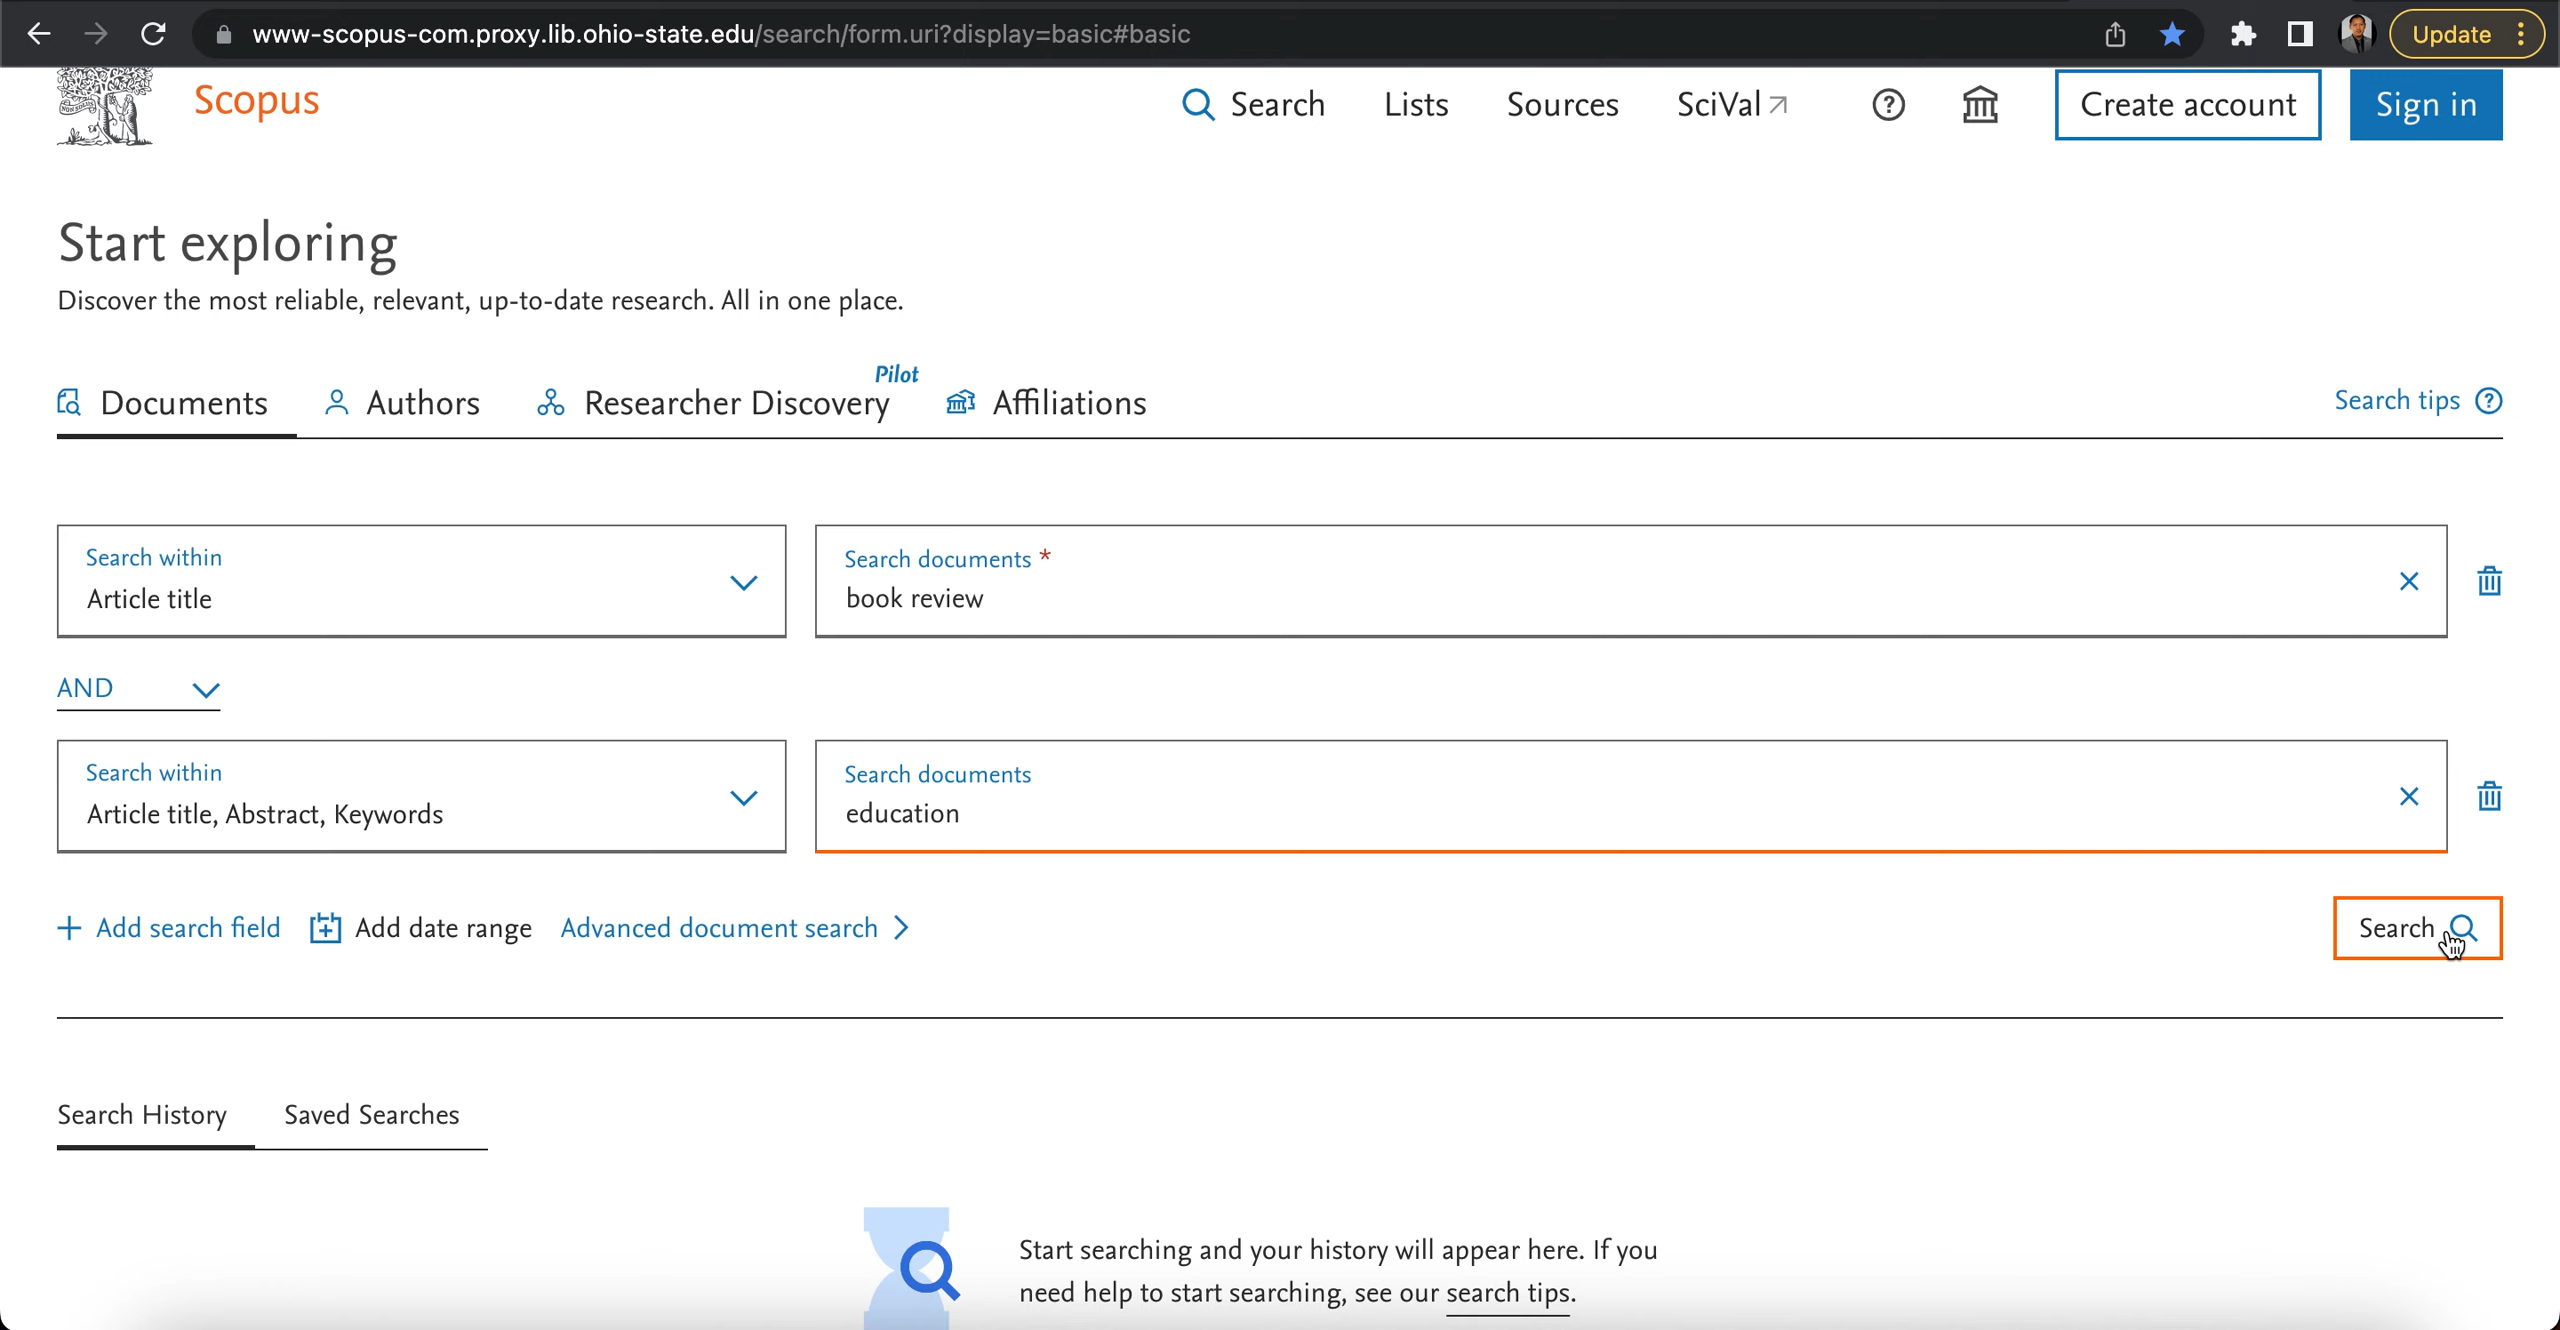 www-scopus-com.proxy.lib.ohio-state.edu/search/form.uri?display=basic#basic
Update
NON SOLUS
Scopus
Search
Lists
Sources
SciVal
Create account
Sign in
Start exploring
Discover the most reliable, relevant, up-to-date research. All in one place.
Documents
Authors
Researcher Discovery
Pilot
Affiliations
Search tips
Search within
Article title
Search documents *
book review
AND
Search within
Article title, Abstract, Keywords
Search documents
education
Add search field
Add date range
Advanced document search
Search
Search History
Saved Searches
Start searching and your history will appear here. If you
need help to start searching, see our search tips.